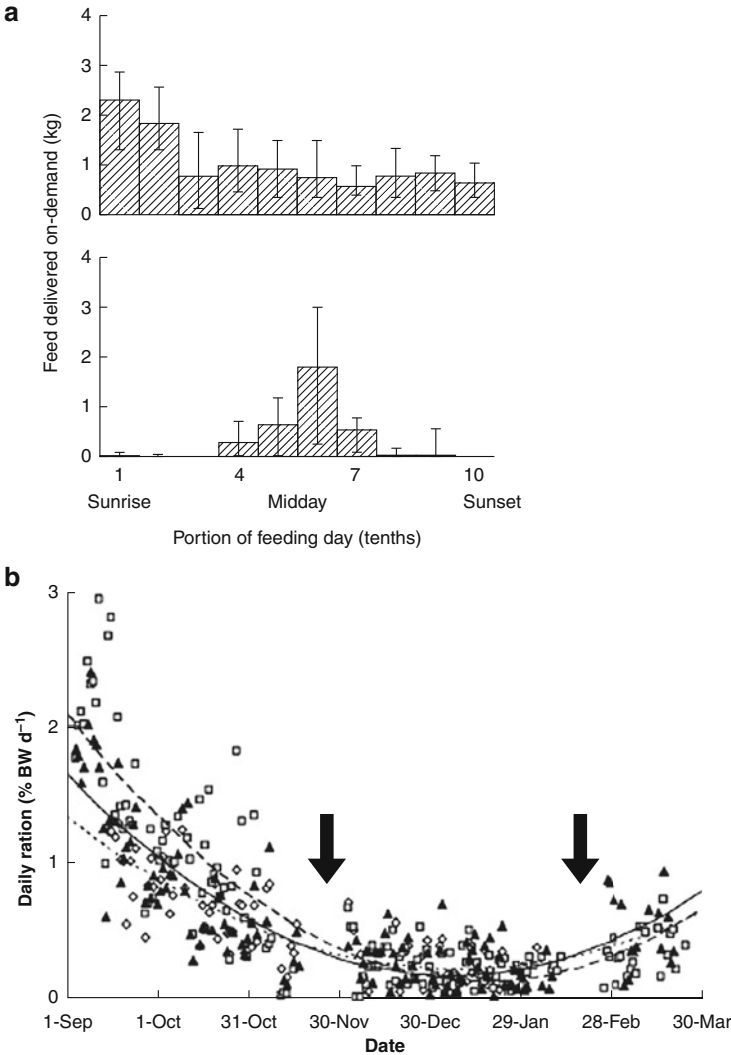 a
Feed delivered on-demand (kg)
4
3
2
1
0
4
3
2
1
0
1 4 7 10
Sunrise Midday Sunset
Portion of feeding day (tenths)
b
Daily ration (% BW d⁻¹)
3
2
1
0
1-Sep 1-Oct 31-Oct 30-Nov 30-Dec 29-Jan 28-Feb 30-Mar
Date